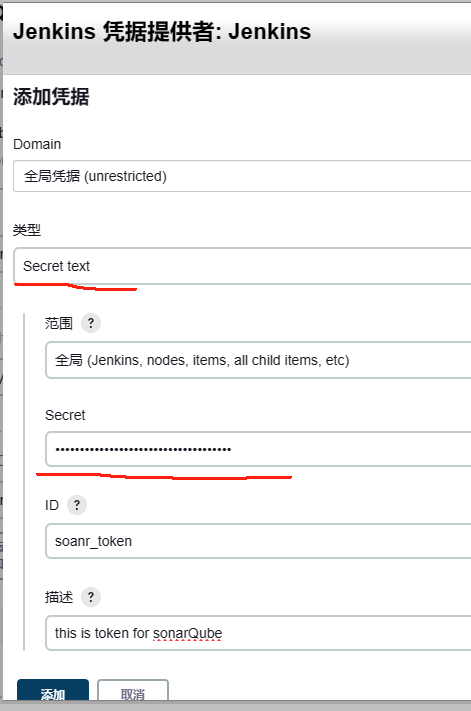 Jenkins 凭据提供者: Jenkins
添加凭据
Domain
全局凭据 (unrestricted)
类型
Secret text
范围 ?
全局 (Jenkins, nodes, items, all child items, etc)
Secret
••••••••••••••••••••••••••••••••••••
ID ?
soanr_token
描述 ?
this is token for sonarQube
添加 取消